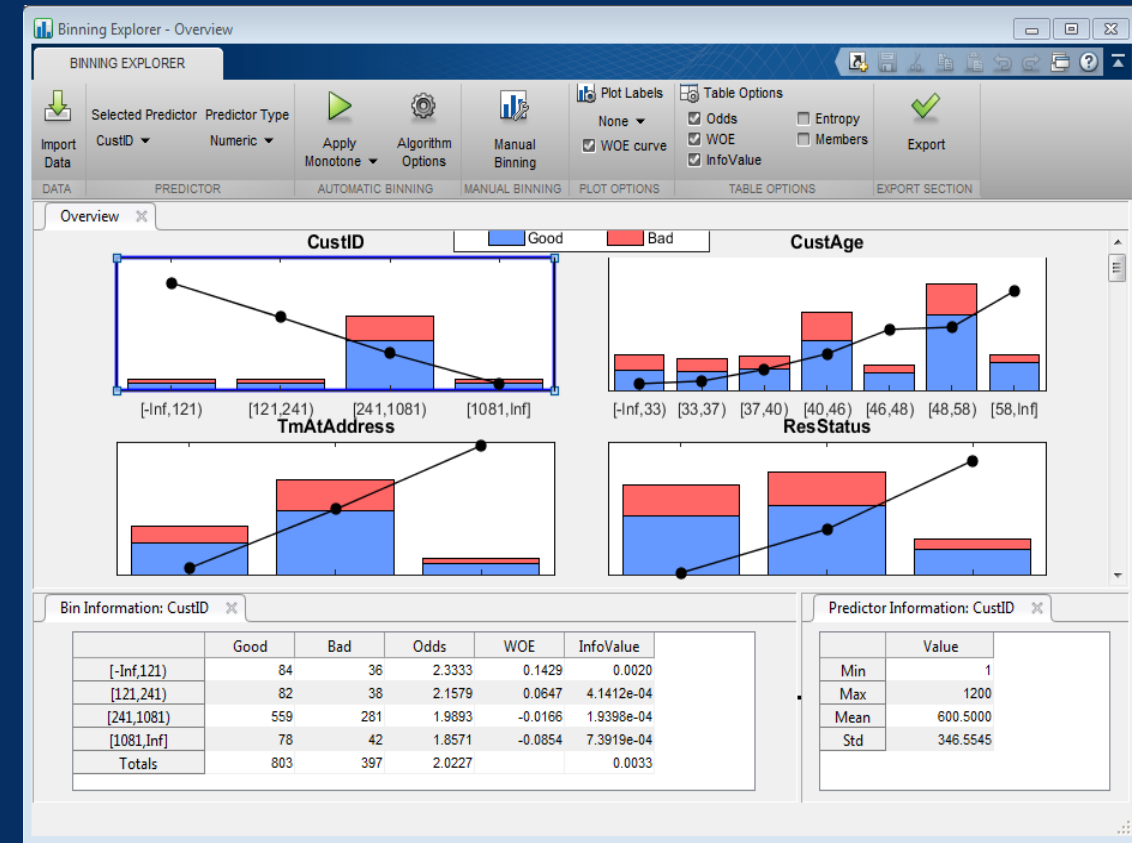 Binning Explorer - Overview
BINNING EXPLORER
Import Data
Selected Predictor Predictor Type
CustID Numeric
Apply Monotone
Algorithm Options
Manual Binning
Plot Labels
None
WOE curve
Table Options
Odds Entropy
WOE Members
InfoValue
Export
DATA PREDICTOR AUTOMATIC BINNING MANUAL BINNING PLOT OPTIONS TABLE OPTIONS EXPORT SECTION
Overview
CustID Good Bad CustAge
[-Inf,121) [121,241) [241,1081) [1081,Inf] [-Inf,33) [33,37) [37,40) [40,46) [46,48) [48,58) [58,Inf]
TmAtAddress ResStatus
Bin Information: CustID
Good Bad Odds WOE InfoValue
[-Inf,121) 84 36 2.3333 0.1429 0.0020
[121,241) 82 38 2.1579 0.0647 4.1412e-04
[241,1081) 559 281 1.9893 -0.0166 1.9398e-04
[1081,Inf] 78 42 1.8571 -0.0854 7.3919e-04
Totals 803 397 2.0227 0.0033
Predictor Information: CustID
Value
Min 1
Max 1200
Mean 600.5000
Std 346.5545